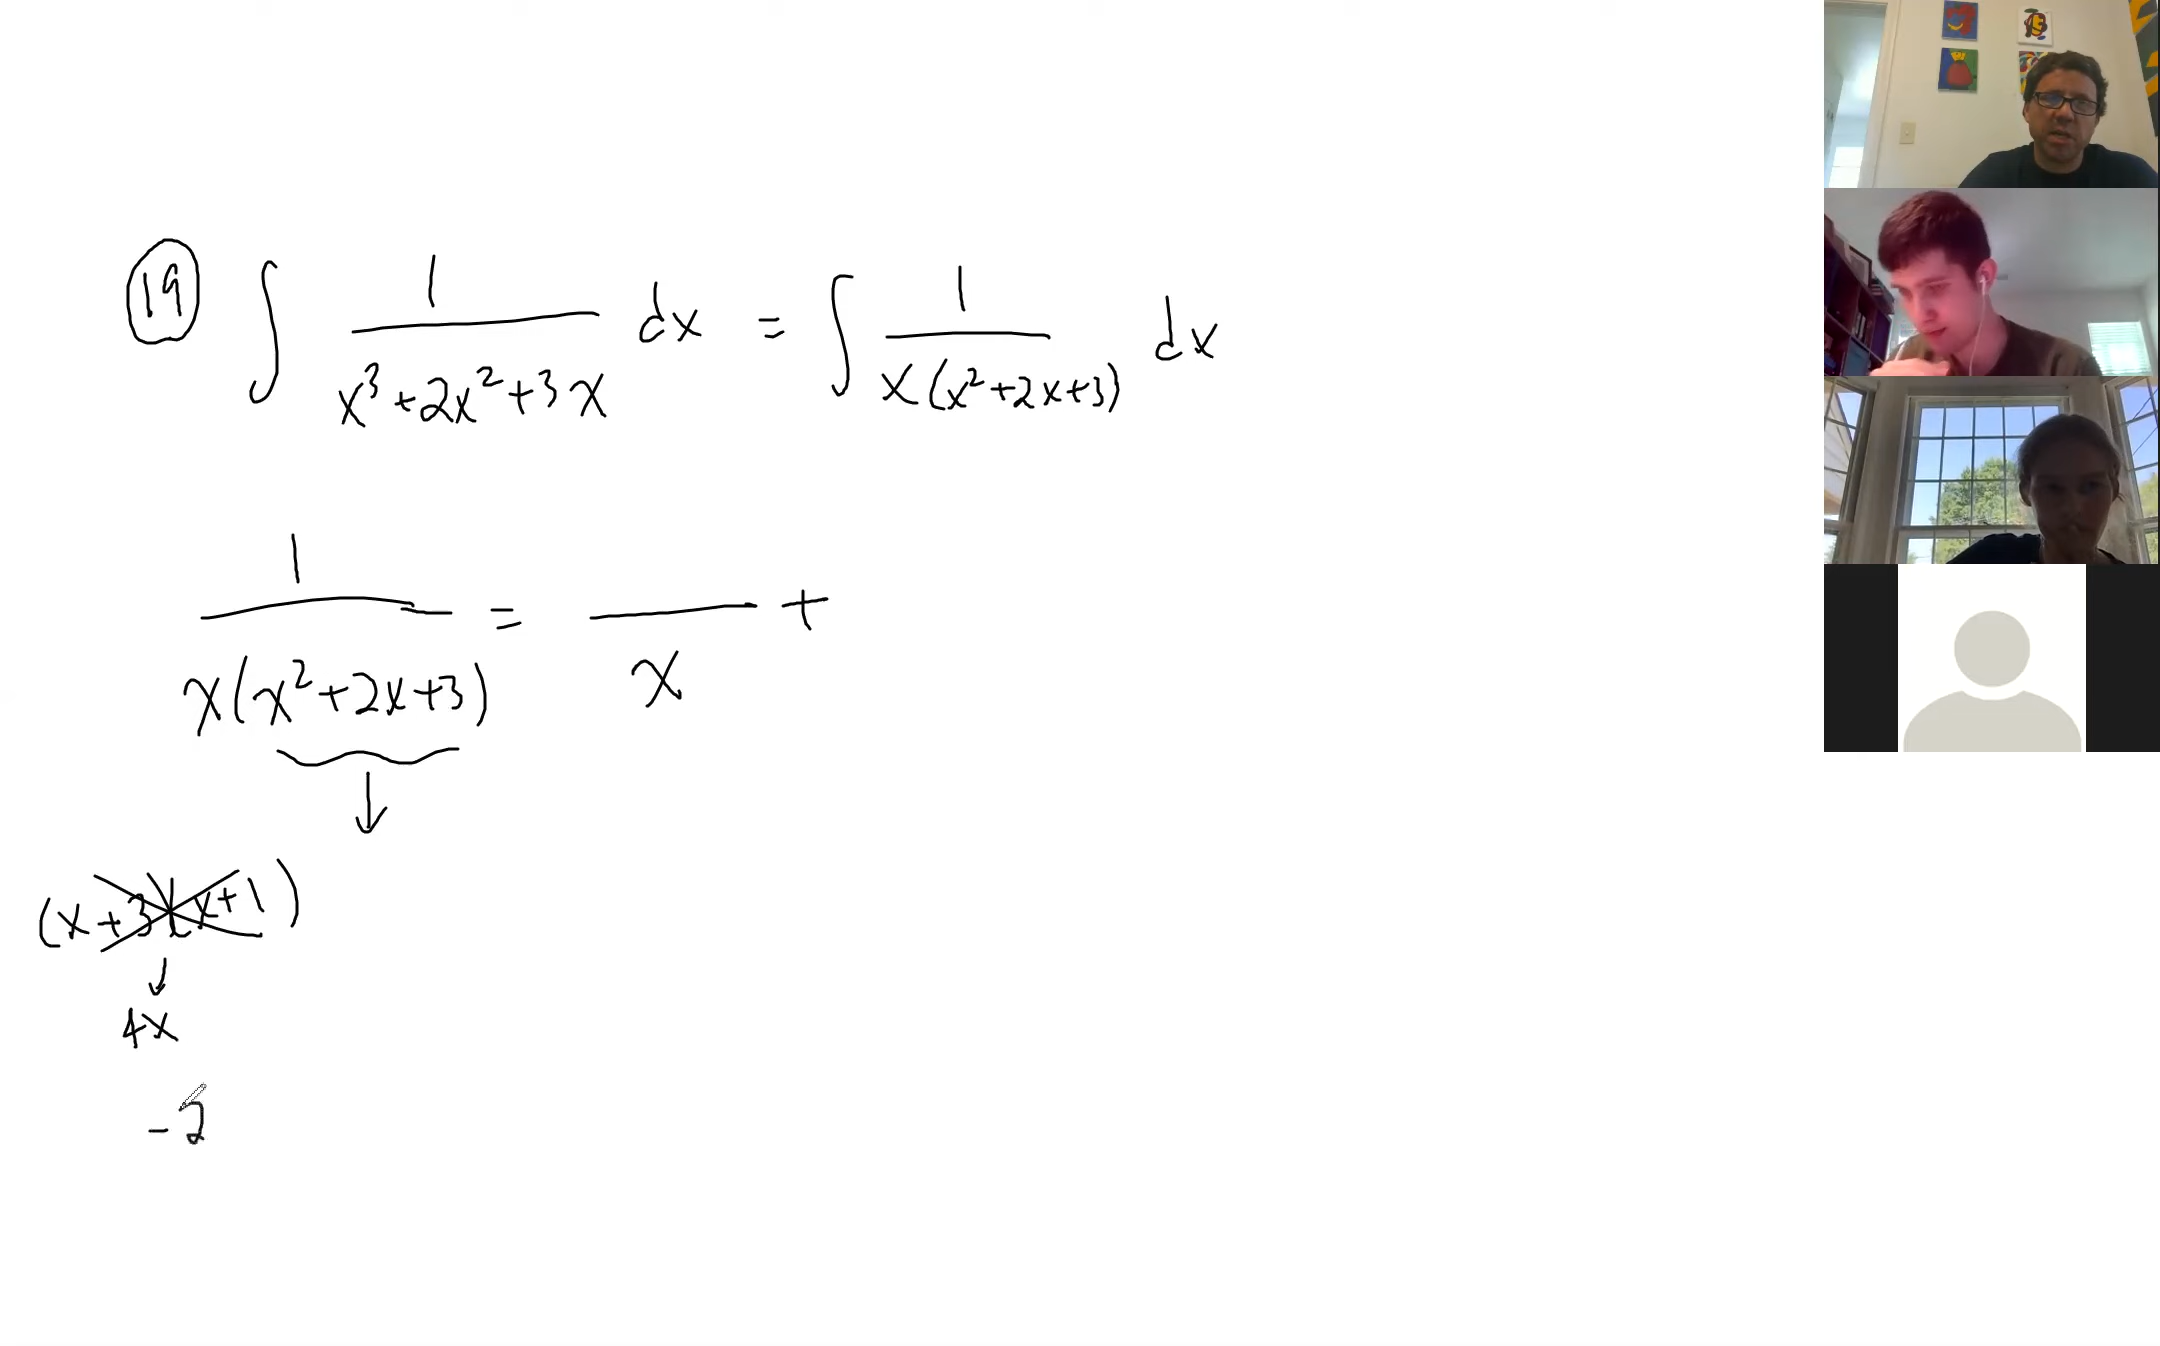 19 ∫ 1/(x³+2x²+3x) dx = ∫ 1/(x(x²+2x+3)) dx
1/(x(x²+2x+3)) = /x +
(x+3)(x+1)
4x
-2